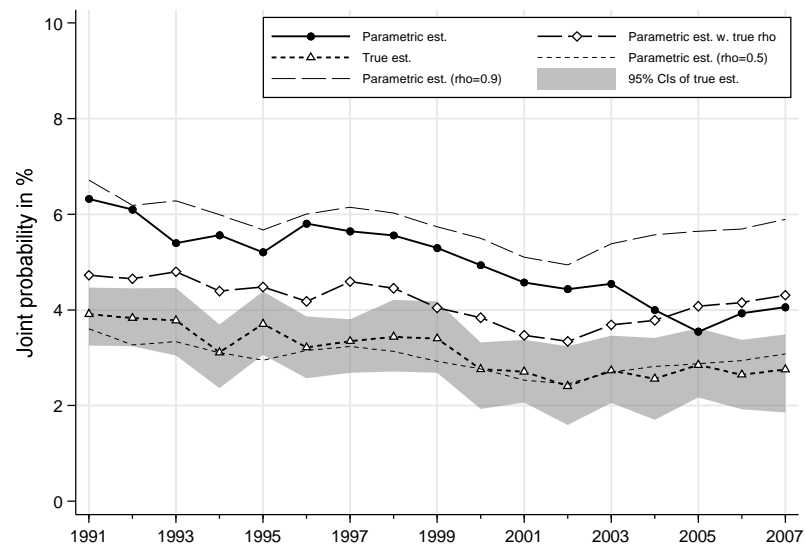 10
8
6
4
2
0
Joint probability in %
Parametric est.
Parametric est. w. true rho
True est.
Parametric est. (rho=0.5)
Parametric est. (rho=0.9)
95% CIs of true est.
1991 1993 1995 1997 1999 2001 2003 2005 2007